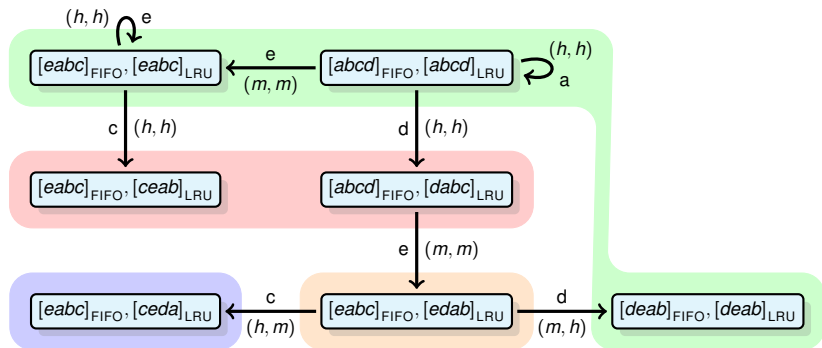 (h, h) e
[eabc]FIFO, [eabc]LRU
e
(m, m)
[abcd]FIFO, [abcd]LRU
(h, h)
a
c (h, h)
d (h, h)
[eabc]FIFO, [ceab]LRU
[abcd]FIFO, [dabc]LRU
e (m, m)
[eabc]FIFO, [ceda]LRU
c
(h, m)
[eabc]FIFO, [edab]LRU
d
(m, h)
[deab]FIFO, [deab]LRU